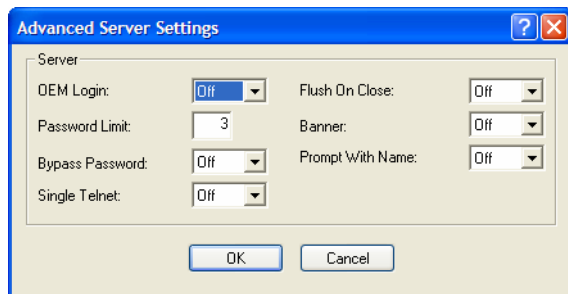 Advanced Server Settings
Server
OEM Login: Off Flush On Close: Off
Password Limit: 3 Banner: Off
Bypass Password: Off Prompt With Name: Off
Single Telnet: Off
OK Cancel